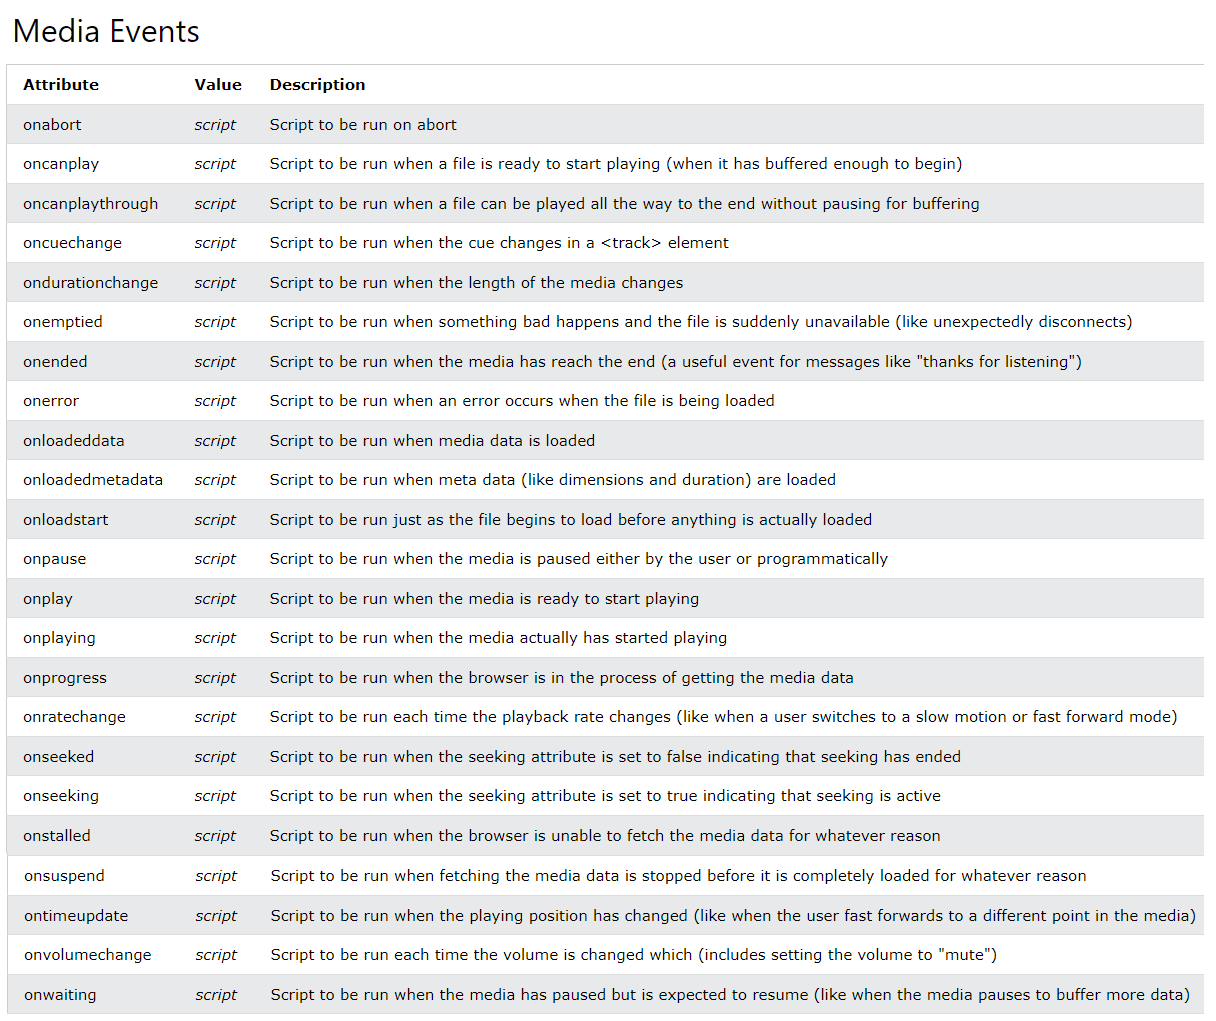 Media Events
Attribute Value Description
onabort script Script to be run on abort
oncanplay script Script to be run when a file is ready to start playing (when it has buffered enough to begin)
oncanplaythrough script Script to be run when a file can be played all the way to the end without pausing for buffering
oncuechange script Script to be run when the cue changes in a <track> element
ondurationchange script Script to be run when the length of the media changes
onemptied script Script to be run when something bad happens and the file is suddenly unavailable (like unexpectedly disconnects)
onended script Script to be run when the media has reach the end (a useful event for messages like "thanks for listening")
onerror script Script to be run when an error occurs when the file is being loaded
onloadeddata script Script to be run when media data is loaded
onloadedmetadata script Script to be run when meta data (like dimensions and duration) are loaded
onloadstart script Script to be run just as the file begins to load before anything is actually loaded
onpause script Script to be run when the media is paused either by the user or programmatically
onplay script Script to be run when the media is ready to start playing
onplaying script Script to be run when the media actually has started playing
onprogress script Script to be run when the browser is in the process of getting the media data
onratechange script Script to be run each time the playback rate changes (like when a user switches to a slow motion or fast forward mode)
onseeked script Script to be run when the seeking attribute is set to false indicating that seeking has ended
onseeking script Script to be run when the seeking attribute is set to true indicating that seeking is active
onstalled script Script to be run when the browser is unable to fetch the media data for whatever reason
onsuspend script Script to be run when fetching the media data is stopped before it is completely loaded for whatever reason
ontimeupdate script Script to be run when the playing position has changed (like when the user fast forwards to a different point in the media)
onvolumechange script Script to be run each time the volume is changed which (includes setting the volume to "mute")
onwaiting script Script to be run when the media has paused but is expected to resume (like when the media pauses to buffer more data)